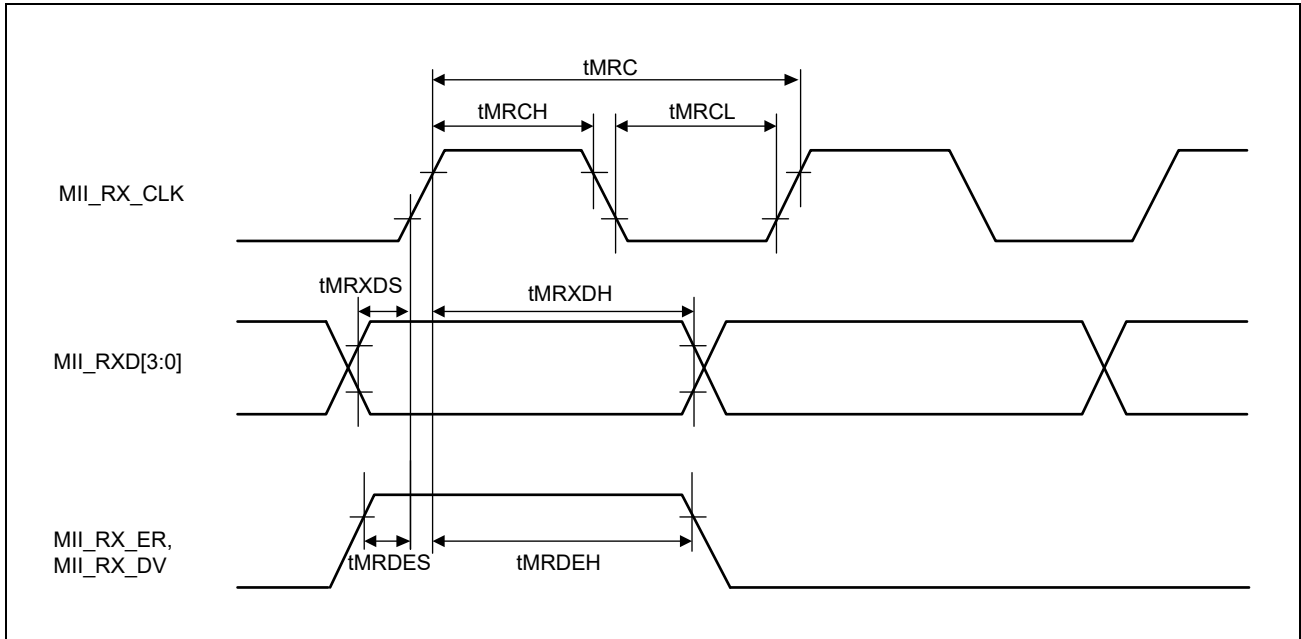 tMRC
tMRCH
tMRCL
MII_RX_CLK
tMRXDS
tMRXDH
MII_RXD[3:0]
MII_RX_ER,
MII_RX_DV
tMRDES
tMRDEH